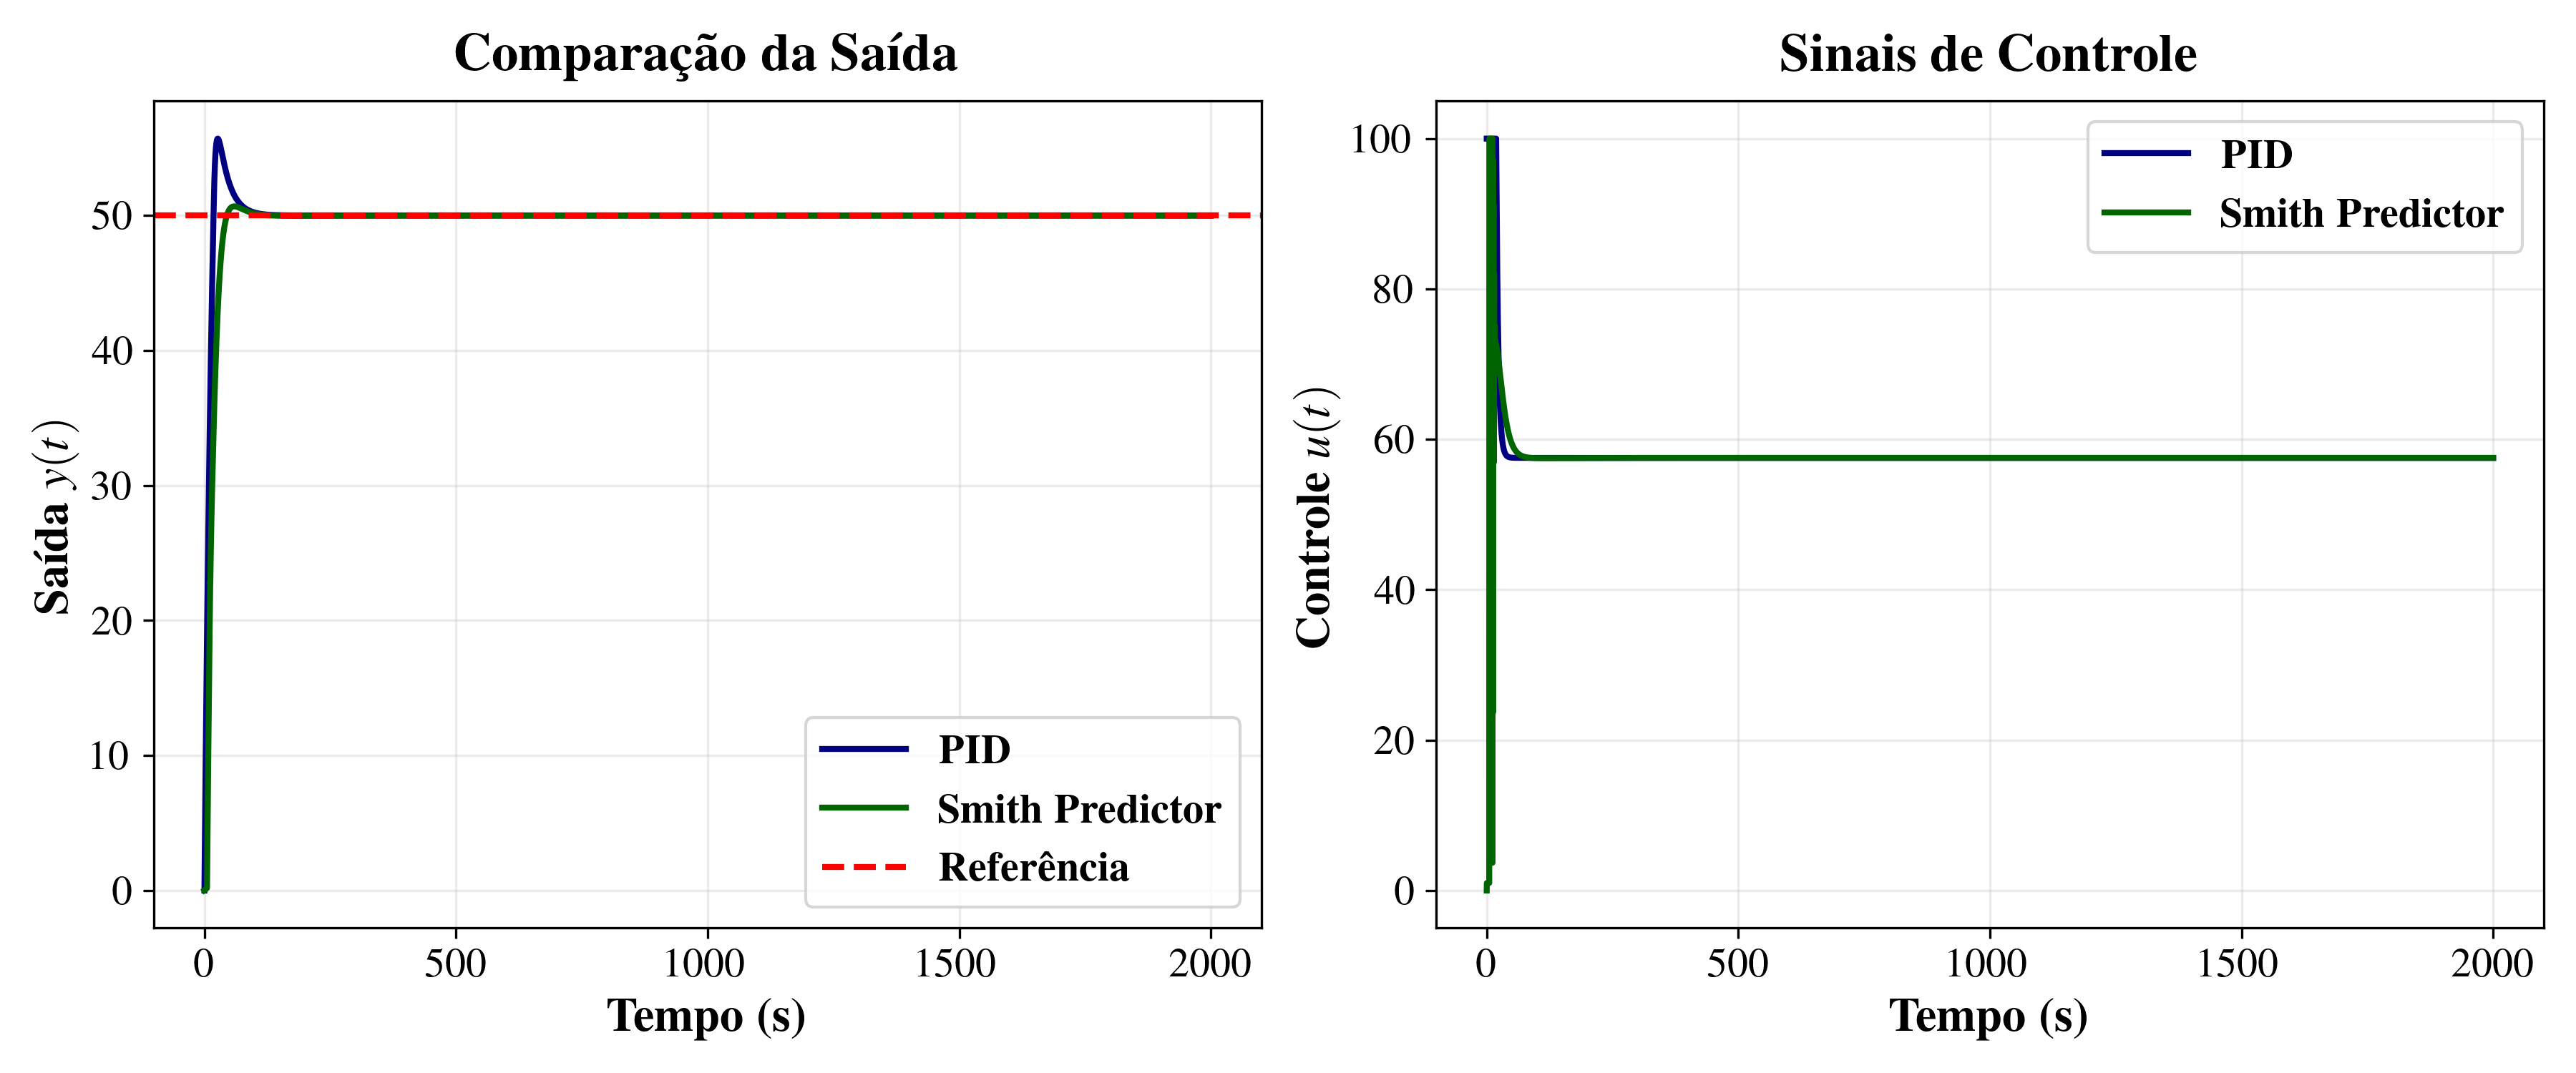 Comparação da Saída
Saída y(t)
50
40
30
20
10
0
0 500 1000 1500 2000
Tempo (s)
PID
Smith Predictor
Referência
Sinais de Controle
Controle u(t)
100
80
60
40
20
0
0 500 1000 1500 2000
Tempo (s)
PID
Smith Predictor